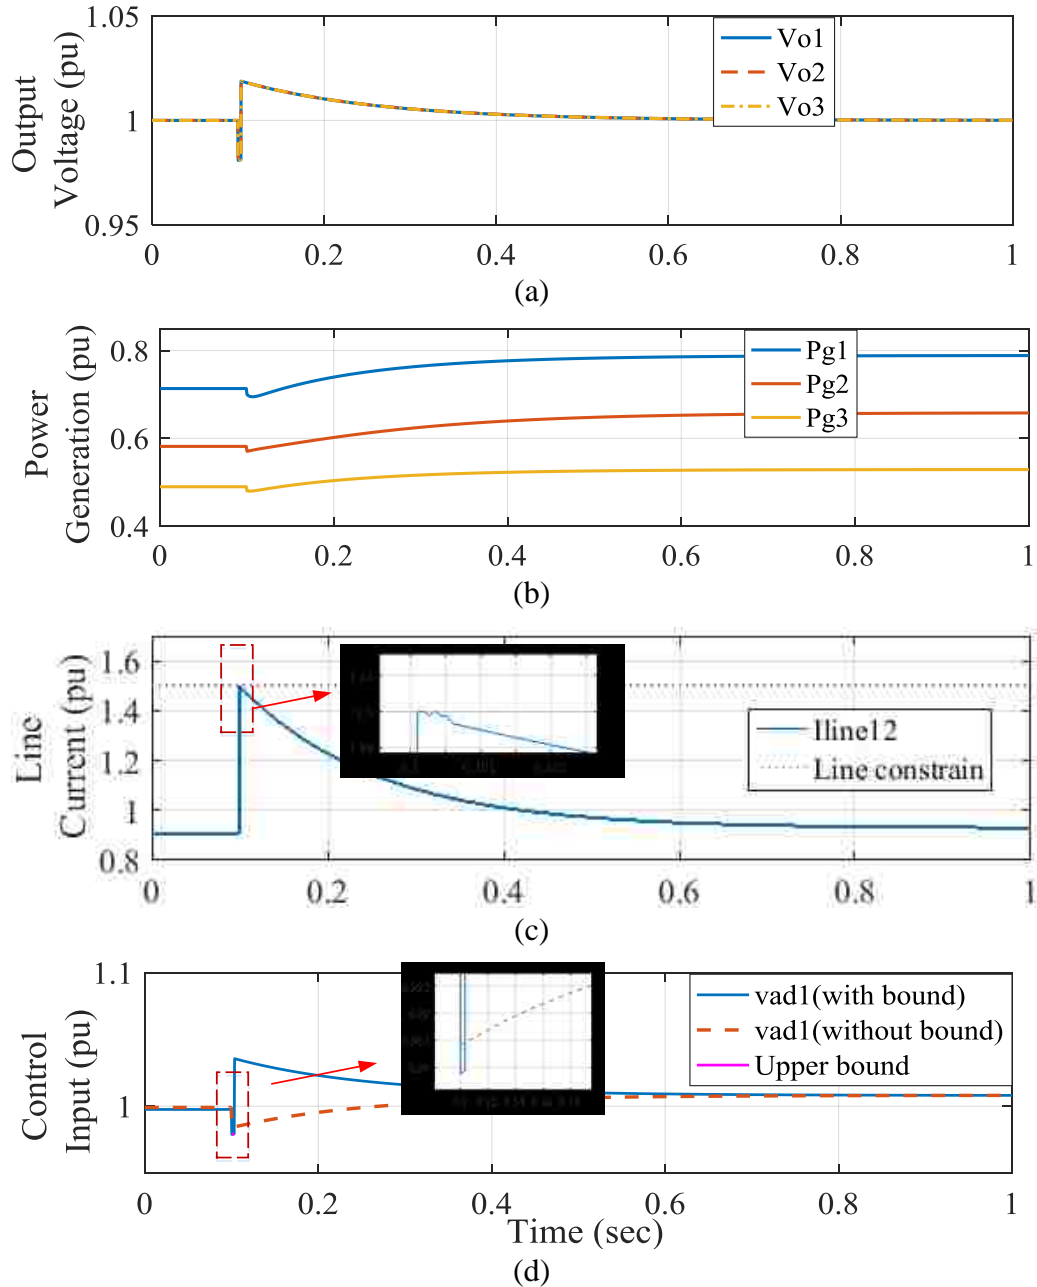 Output
Voltage (pu)
1.05
1
0.95
Vo1
Vo2
Vo3
0 0.2 0.4 0.6 0.8 1
(a)
Power
Generation (pu)
0.8
0.6
0.4
Pg1
Pg2
Pg3
0 0.2 0.4 0.6 0.8 1
(b)
Line
Current (pu)
1.6
1.4
1.2
1
0.8
Iline12
Line constrain
0 0.2 0.4 0.6 0.8 1
(c)
Control
Input (pu)
1.1
1
vad1(with bound)
vad1(without bound)
Upper bound
0 0.2 0.4 0.6 0.8 1
Time (sec)
(d)